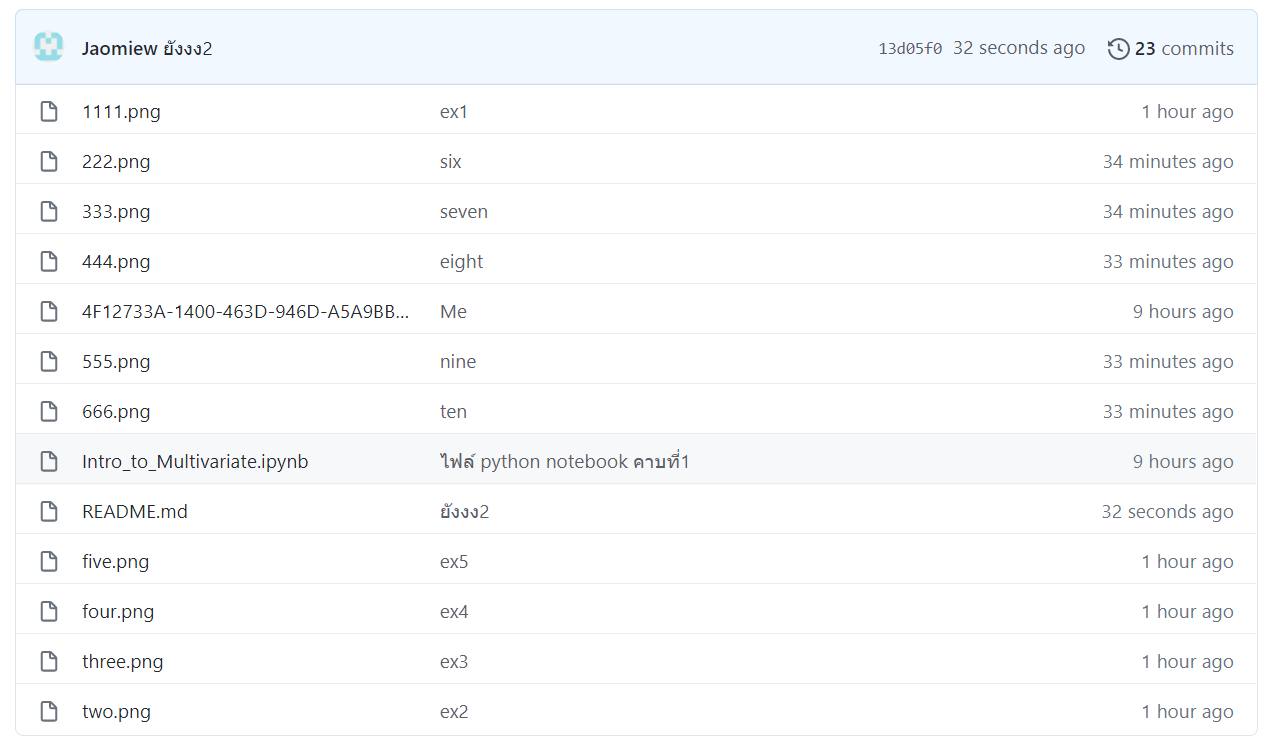 Jaomiew ยังงง2 13d05f0 32 seconds ago 23 commits
1111.png ex1 1 hour ago
222.png six 34 minutes ago
333.png seven 34 minutes ago
444.png eight 33 minutes ago
4F12733A-1400-463D-946D-A5A9BB... Me 9 hours ago
555.png nine 33 minutes ago
666.png ten 33 minutes ago
Intro_to_Multivariate.ipynb ไฟล์ python notebook คาบที่1 9 hours ago
README.md ยังงง2 32 seconds ago
five.png ex5 1 hour ago
four.png ex4 1 hour ago
three.png ex3 1 hour ago
two.png ex2 1 hour ago